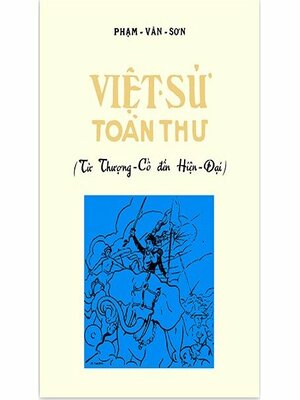 PHẠM - VĂN - SƠN
VIỆT·SỬ
TOÀN THƯ
(Từ Thượng-Cổ đến Hiện-Đại)